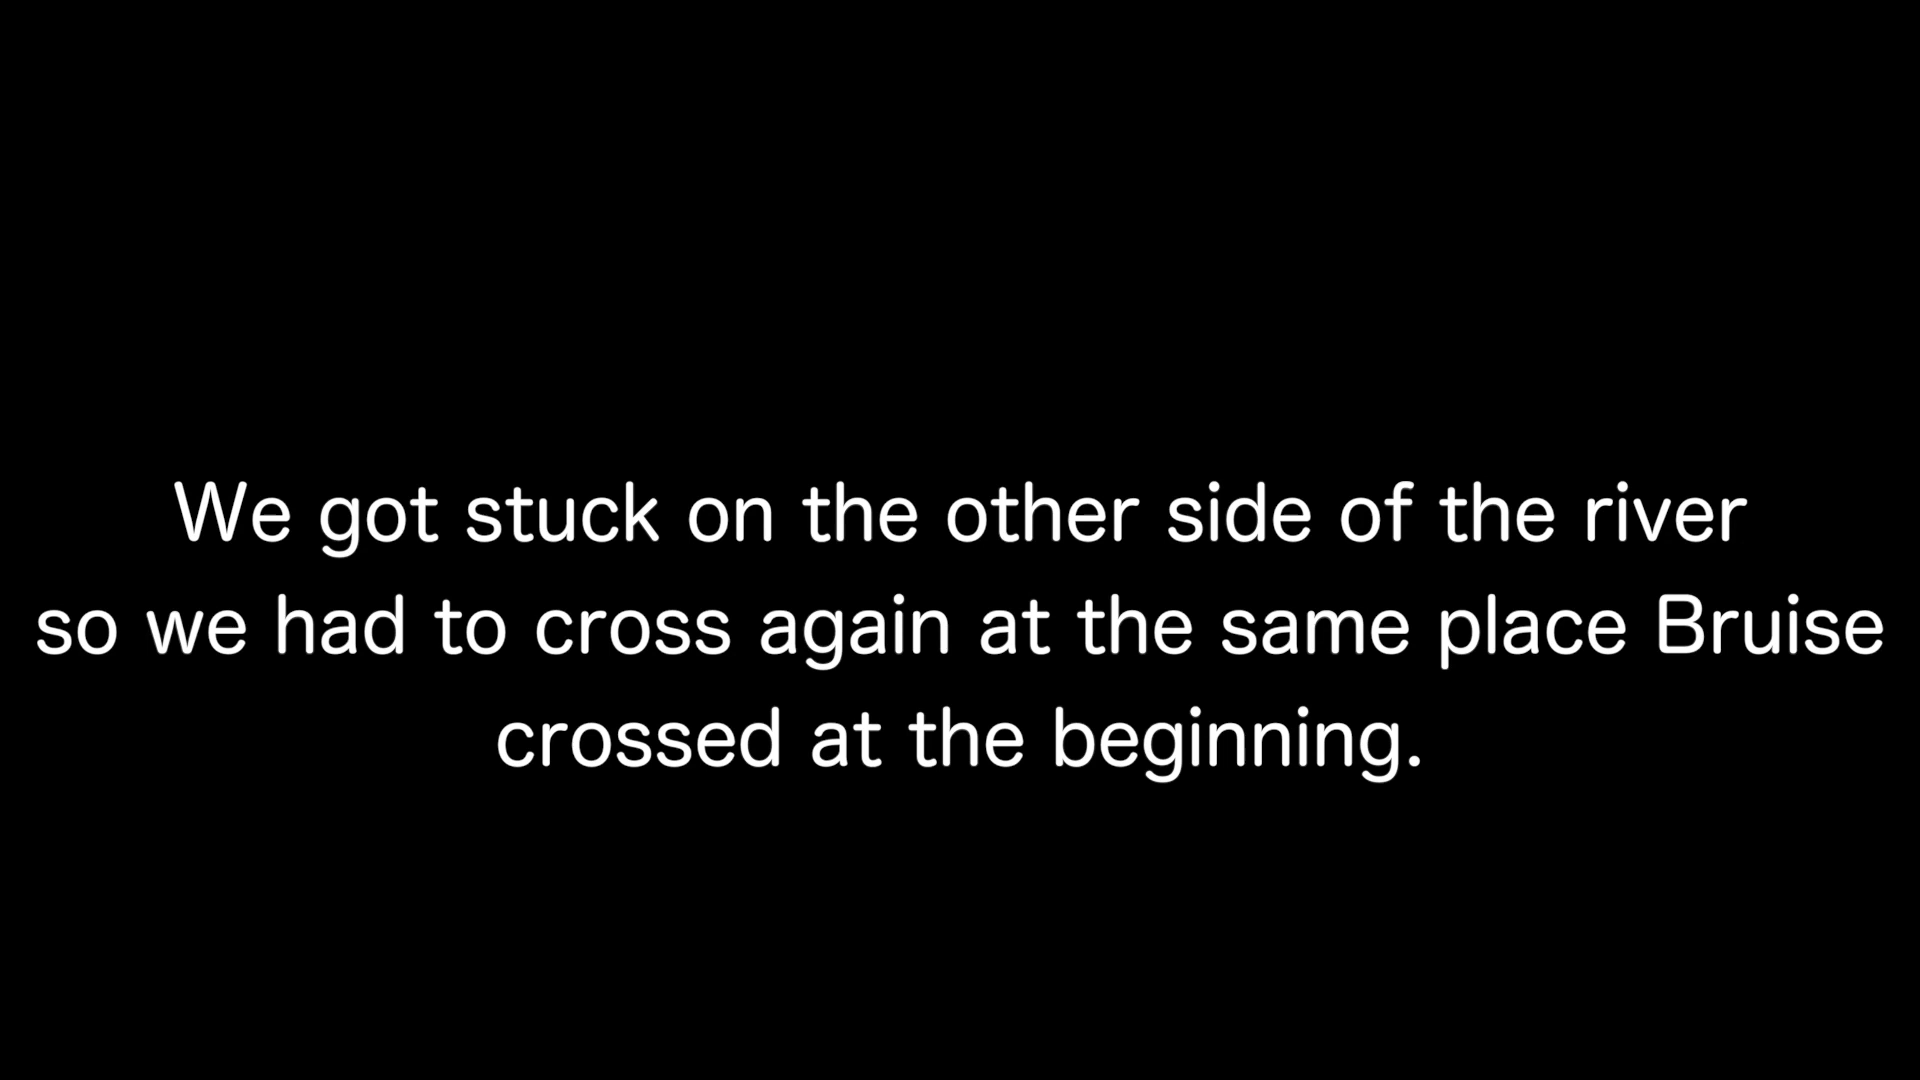 We got stuck on the other side of the river
so we had to cross again at the same place Bruise
crossed at the beginning.